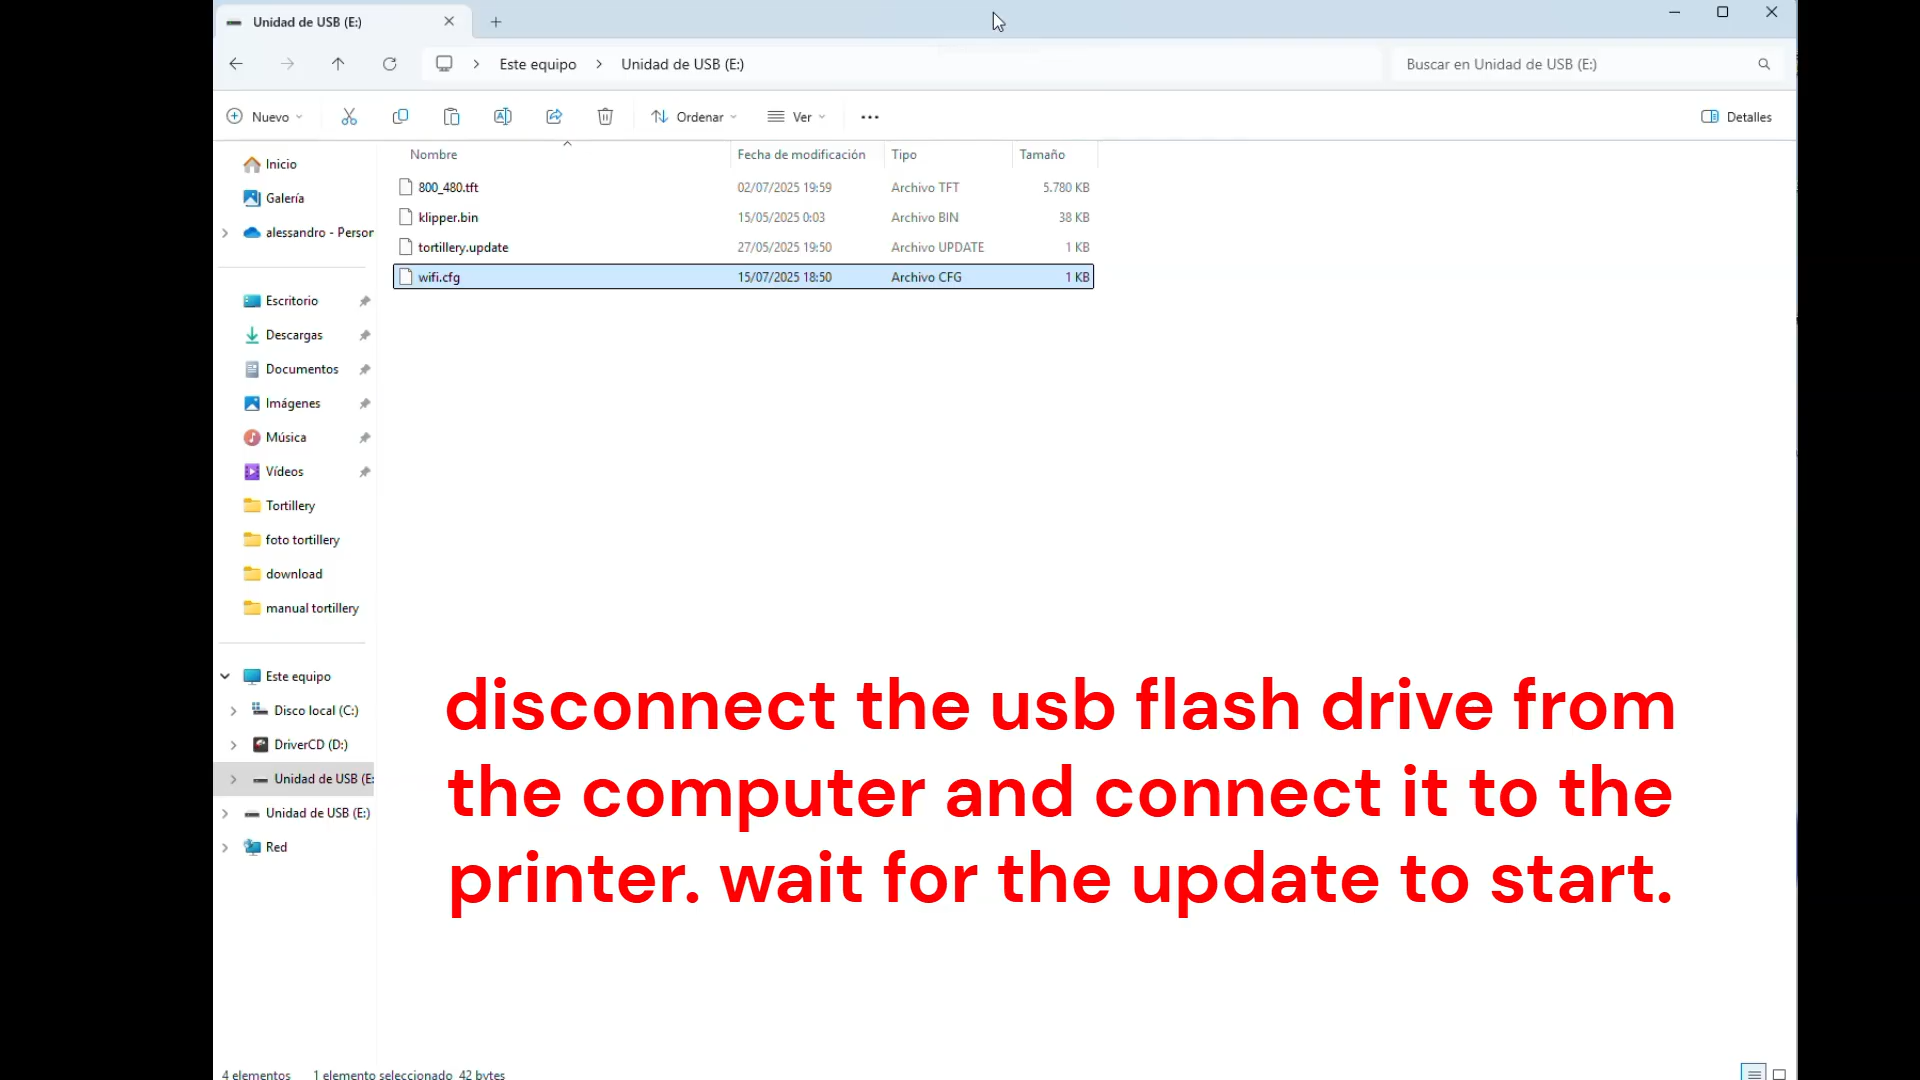 Unidad de USB (E:)
Este equipo > Unidad de USB (E:)
Buscar en Unidad de USB (E:)
Nuevo
Ordenar
Ver
Detalles
Nombre Fecha de modificación Tipo Tamaño
800_480.tft 02/07/2025 19:59 Archivo TFT 5.780 KB
klipper.bin 15/05/2025 0:03 Archivo BIN 38 KB
tortillery.update 27/05/2025 19:50 Archivo UPDATE 1 KB
wifi.cfg 15/07/2025 18:50 Archivo CFG 1 KB
Inicio
Galería
alessandro - Person
Escritorio
Descargas
Documentos
Imágenes
Música
Vídeos
Tortillery
foto tortillery
download
manual tortillery
Este equipo
Disco local (C:)
DriverCD (D:)
Unidad de USB (E:
Unidad de USB (E:)
Red
disconnect the usb flash drive from
the computer and connect it to the
printer. wait for the update to start.
4 elementos 1 elemento seleccionado 42 bytes